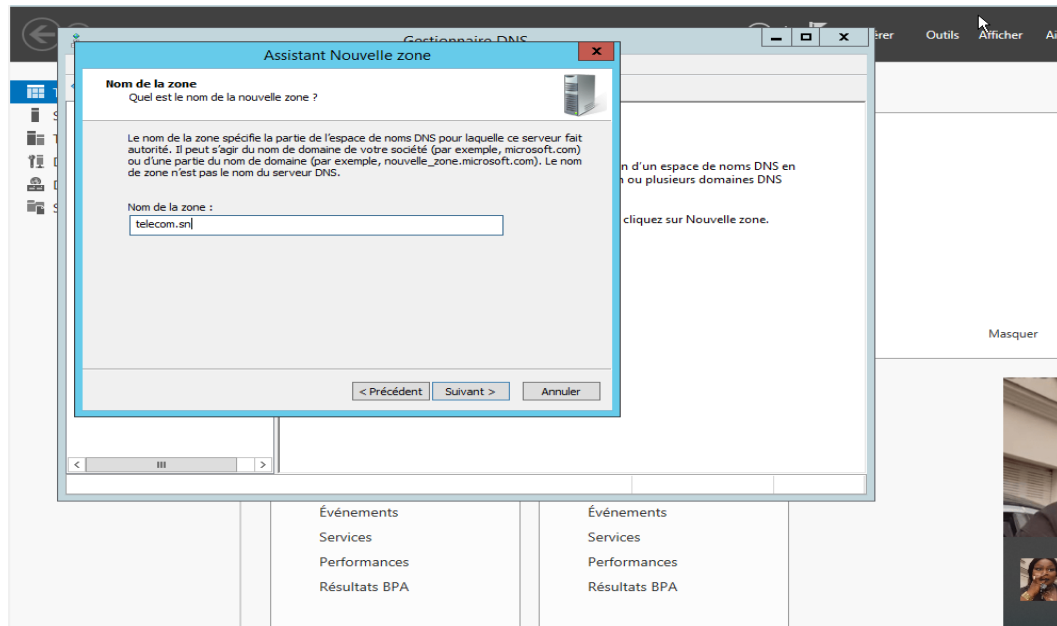 Gestionnaire DNS
Assistant Nouvelle zone
érer
Outils
Afficher
Nom de la zone
Quel est le nom de la nouvelle zone ?
Le nom de la zone spécifie la partie de l'espace de noms DNS pour laquelle ce serveur fait
autorité. Il peut s'agir du nom de domaine de votre société (par exemple, microsoft.com)
ou d'une partie du nom de domaine (par exemple, nouvelle_zone.microsoft.com). Le nom
de zone n'est pas le nom du serveur DNS.
Nom de la zone :
telecom.sn
< Précédent
Suivant >
Annuler
n d'un espace de noms DNS en
ou plusieurs domaines DNS
cliquez sur Nouvelle zone.
Masquer
Événements
Services
Performances
Résultats BPA
Événements
Services
Performances
Résultats BPA